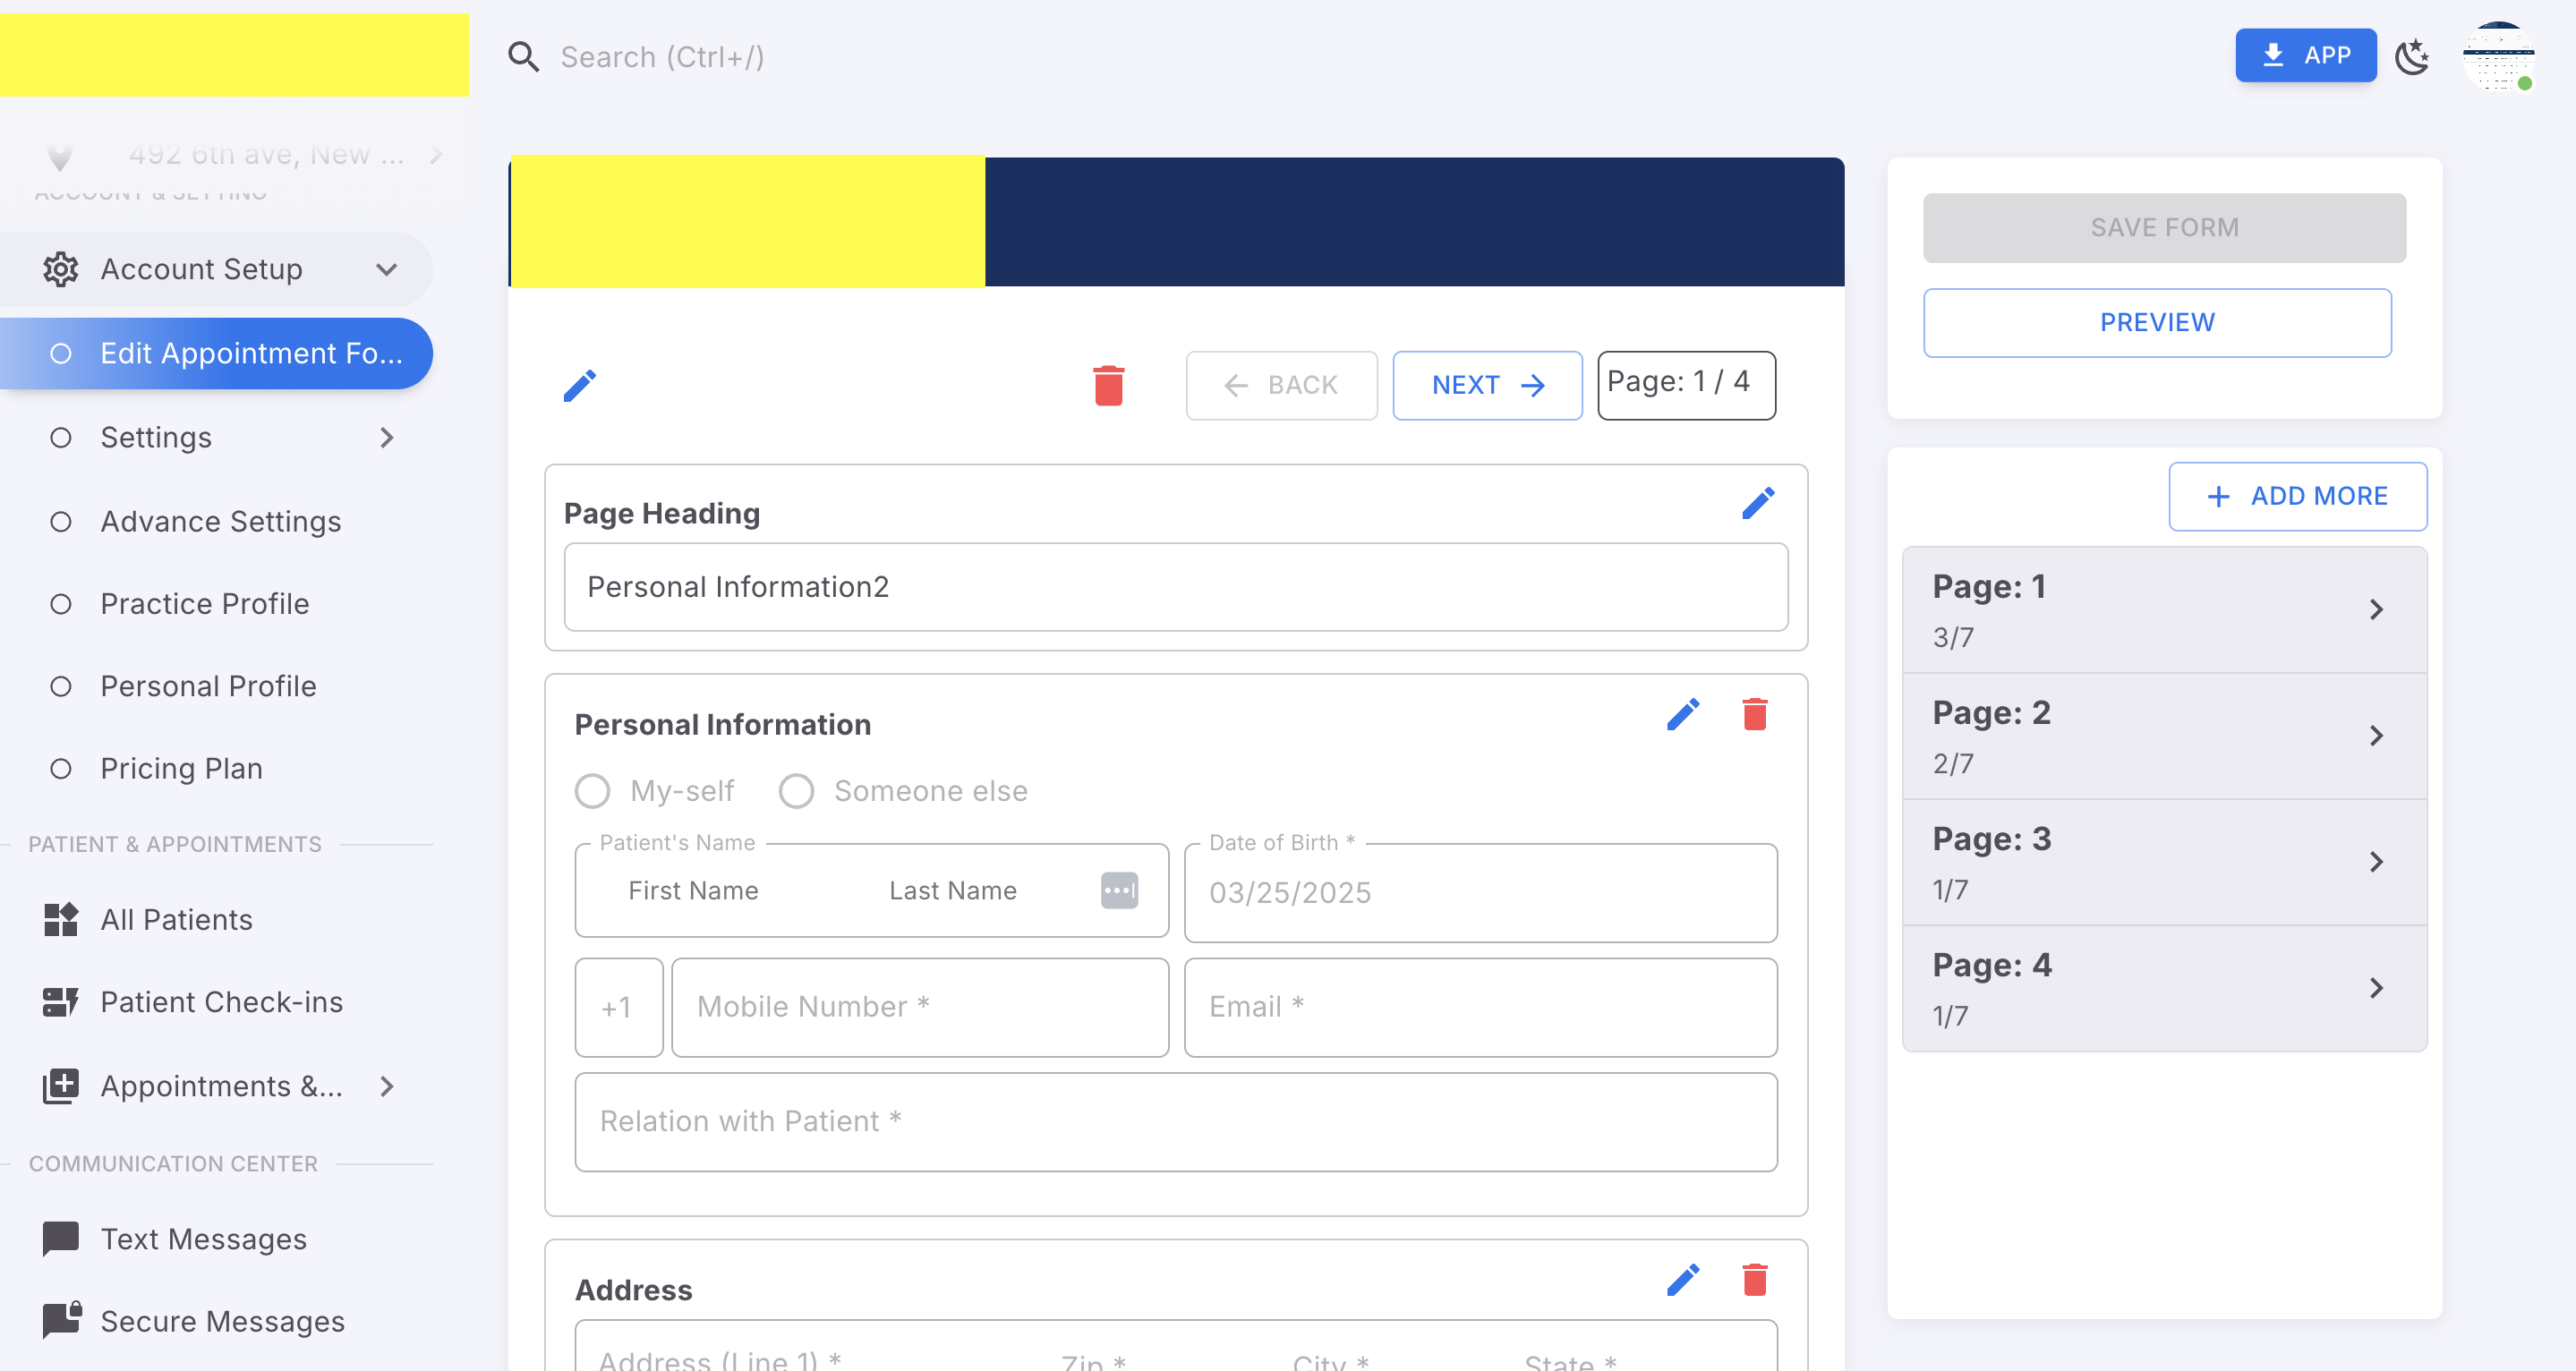 Search (Ctrl+/)
APP
492 6th ave, New ...
ACCOUNT & SETTING
Account Setup
Edit Appointment Fo...
Settings
Advance Settings
Practice Profile
Personal Profile
Pricing Plan
PATIENT & APPOINTMENTS
All Patients
Patient Check-ins
Appointments &...
COMMUNICATION CENTER
Text Messages
Secure Messages
BACK
NEXT
Page: 1 / 4
Page Heading
Personal Information2
Personal Information
My-self
Someone else
Patient's Name
First Name
Last Name
Date of Birth *
03/25/2025
+1
Mobile Number *
Email *
Relation with Patient *
Address
Address (Line 1) *
Zip *
City *
State *
SAVE FORM
PREVIEW
ADD MORE
Page: 1
3/7
Page: 2
2/7
Page: 3
1/7
Page: 4
1/7